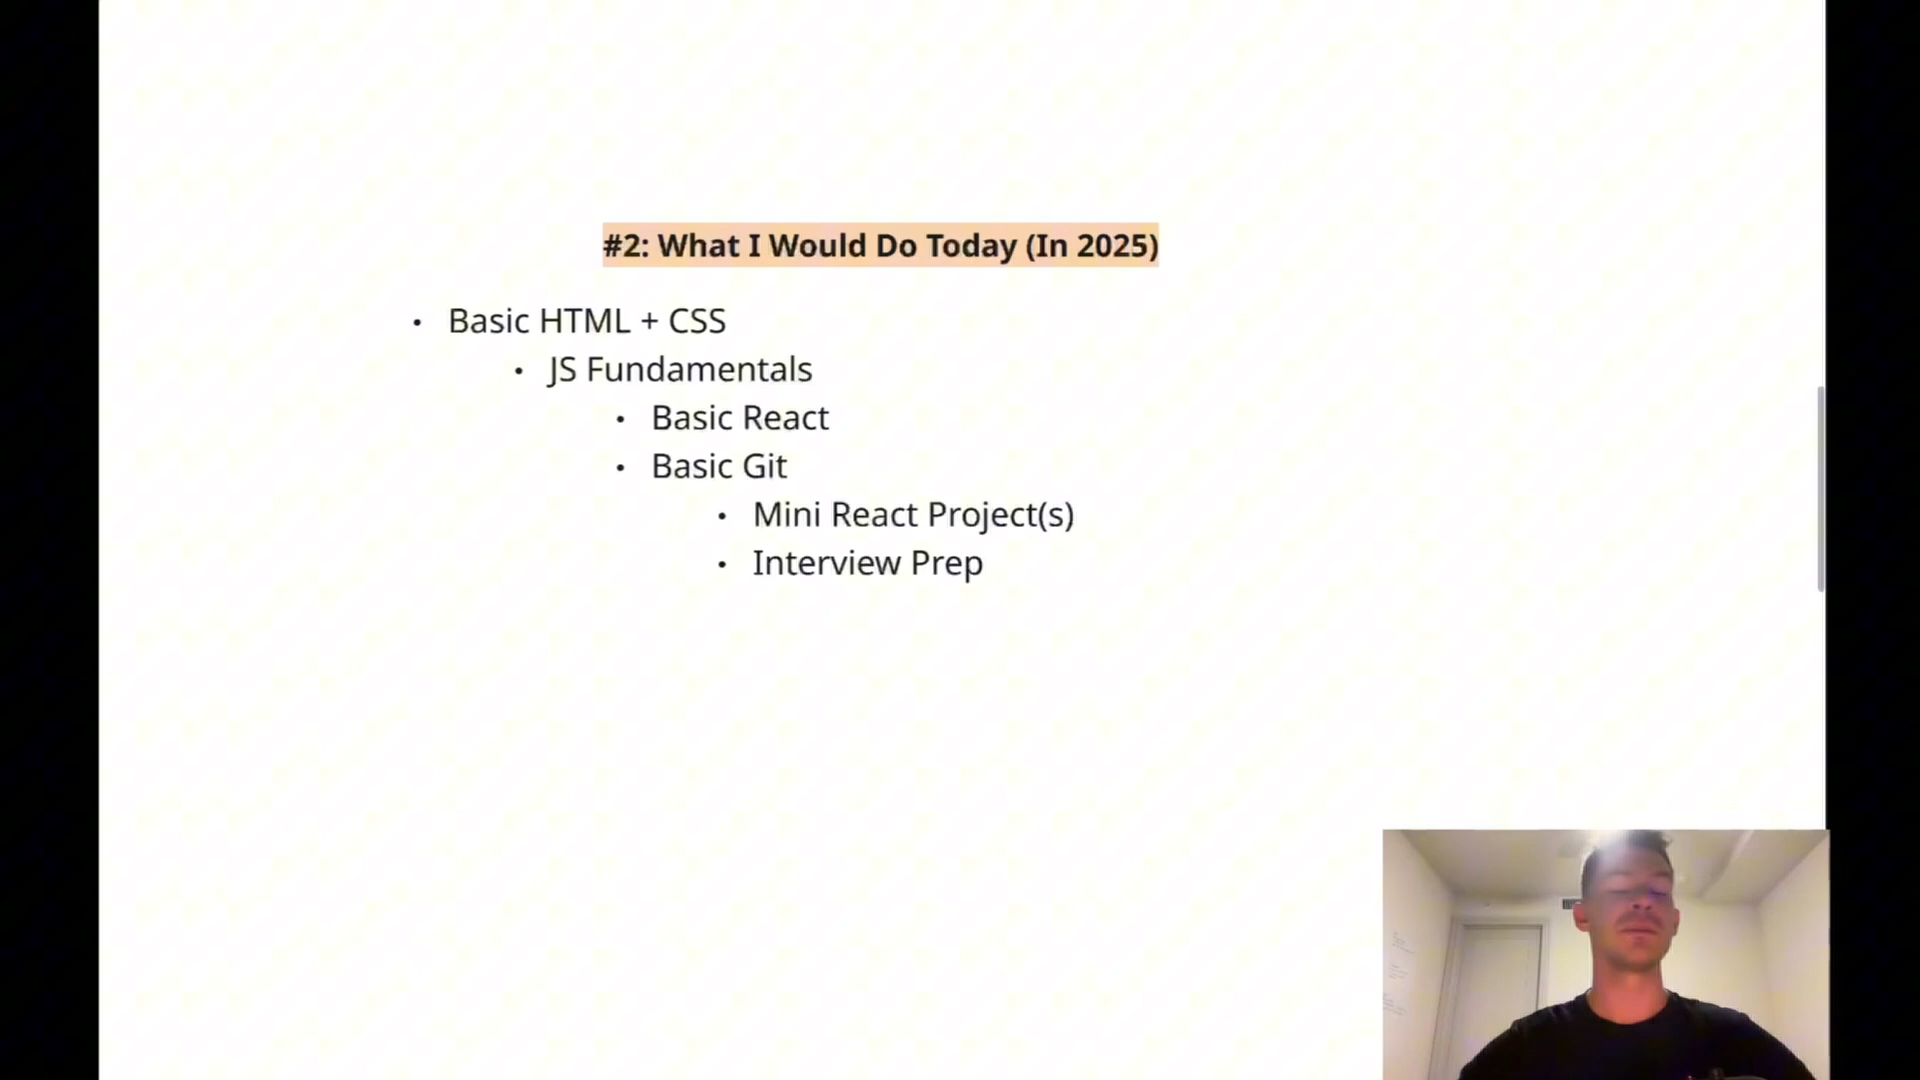 #2: What I Would Do Today (In 2025)
• Basic HTML + CSS
• JS Fundamentals
• Basic React
• Basic Git
• Mini React Project(s)
• Interview Prep